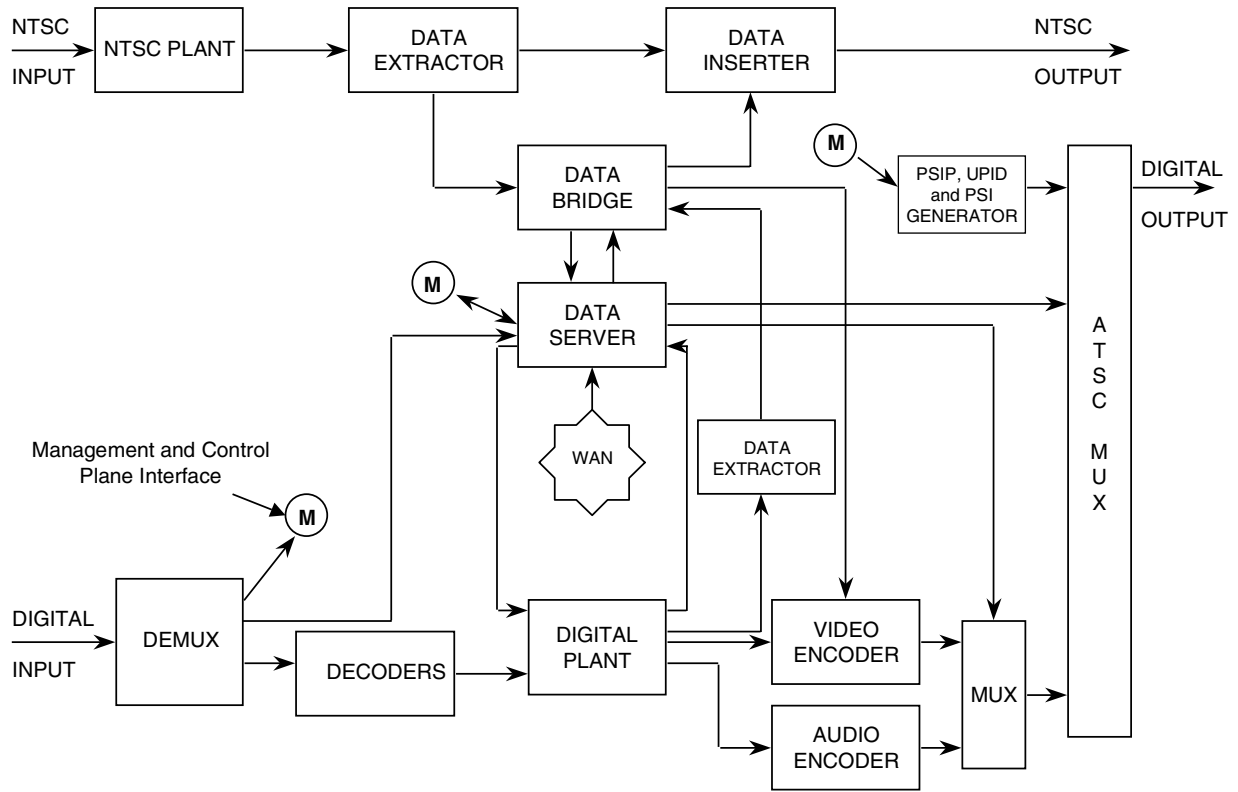 NTSC
INPUT
NTSC PLANT
DATA
EXTRACTOR
DATA
INSERTER
NTSC
OUTPUT
DATA
BRIDGE
M
PSIP, UPID
and PSI
GENERATOR
DIGITAL
OUTPUT
M
DATA
SERVER
A
T
S
C
M
U
X
WAN
DATA
EXTRACTOR
Management and Control
Plane Interface
M
DIGITAL
INPUT
DEMUX
DECODERS
DIGITAL
PLANT
VIDEO
ENCODER
MUX
AUDIO
ENCODER